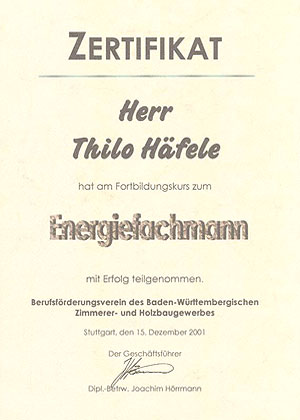 ZERTIFIKAT
Herr
Thilo Häfele
hat am Fortbildungskurs zum
Energiefachmann
mit Erfolg teilgenommen.
Berufsförderungsverein des Baden-Württembergischen
Zimmerer- und Holzbaugewerbes
Stuttgart, den 15. Dezember 2001
Der Geschäftsführer
Dipl.-Betrw. Joachim Hörrmann